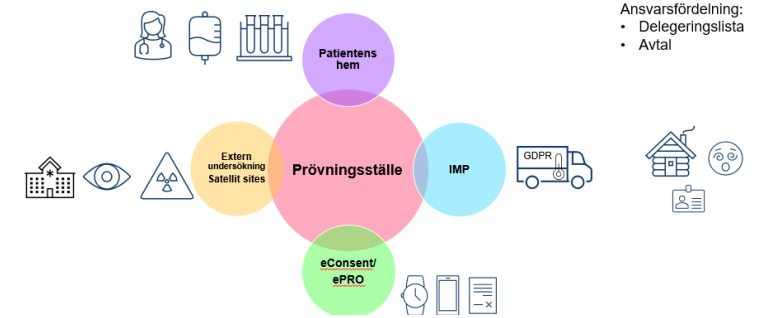 Ansvarsfördelning:
• Delegeringslista
• Avtal
Patientens
hem
Extern
undersökning
Satellit sites
Prövningsställe
IMP
GDPR
eConsent/
ePRO